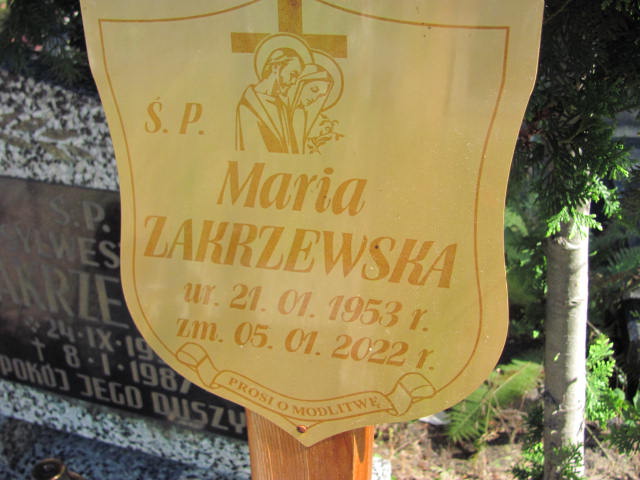 Ś. P.
Maria
ZAKRZEWSKA
ur. 21. 01. 1953 r.
zm. 05. 01. 2022 r.
PROSI O MODLITWĘ
Ś.P.
24.IX.19
† 8.I.1987
POKÓJ JEGO DUSZY